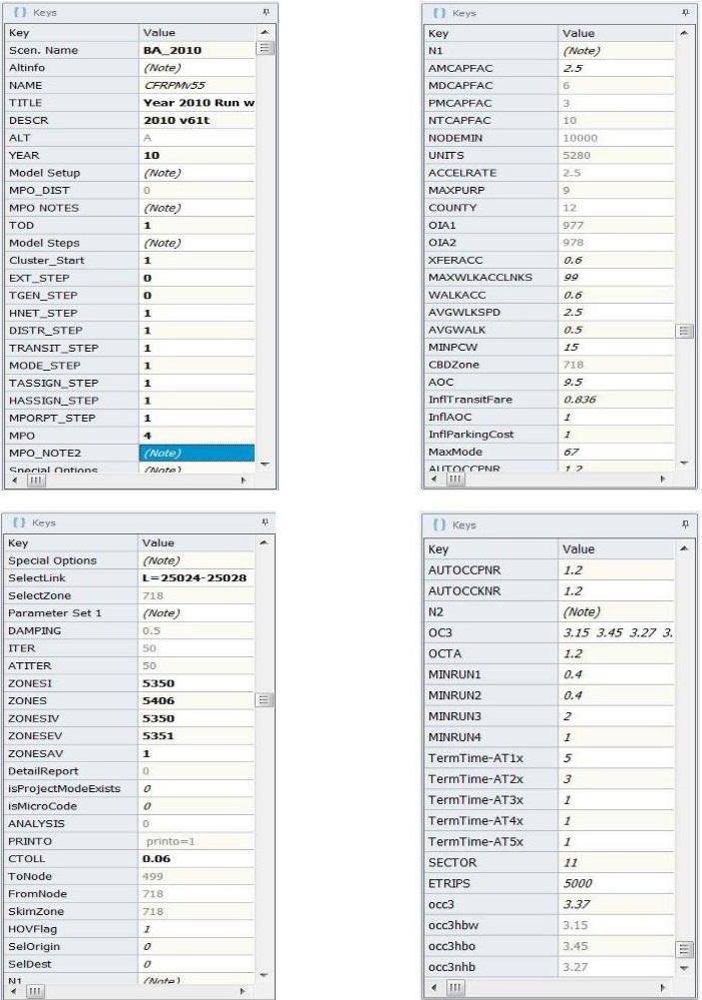 Keys
Key Value
Scen. Name BA_2010
Altinfo (Note)
NAME CFRPMv55
TITLE Year 2010 Run w
DESCR 2010 v61t
ALT A
YEAR 10
Model Setup (Note)
MPO_DIST 0
MPO NOTES (Note)
TOD 1
Model Steps (Note)
Cluster_Start 1
EXT_STEP 0
TGEN_STEP 0
HNET_STEP 1
DISTR_STEP 1
TRANSIT_STEP 1
MODE_STEP 1
TASSIGN_STEP 1
HASSIGN_STEP 1
MPORPT_STEP 1
MPO 4
MPO_NOTE2 (Note)
Special Options (Note)
Keys
Key Value
N1 (Note)
AMCAPFAC 2.5
MDCAPFAC 6
PMCAPFAC 3
NTCAPFAC 10
NODEMIN 10000
UNITS 5280
ACCELRATE 2.5
MAXPURP 9
COUNTY 12
OIA1 977
OIA2 978
XFERACC 0.6
MAXWLKACCLNKS 99
WALKACC 0.6
AVGWLKSPD 2.5
AVGWALK 0.5
MINPCW 15
CBDZone 718
AOC 9.5
InflTransitFare 0.836
InflAOC 1
InflParkingCost 1
MaxMode 67
AUTOCCPNR 1.2
Keys
Key Value
Special Options (Note)
SelectLink L=25024-25028
SelectZone 718
Parameter Set 1 (Note)
DAMPING 0.5
ITER 50
ATITER 50
ZONESI 5350
ZONES 5406
ZONESIV 5350
ZONESEV 5351
ZONESAV 1
DetailReport 0
isProjectModeExists 0
isMicroCode 0
ANALYSIS 0
PRINTO printo=1
CTOLL 0.06
ToNode 499
FromNode 718
SkimZone 718
HOVFlag 1
SelOrigin 0
SelDest 0
N1 (Note)
Keys
Key Value
AUTOCCPNR 1.2
AUTOCCKNR 1.2
N2 (Note)
OC3 3.15 3.45 3.27 3.
OCTA 1.2
MINRUN1 0.4
MINRUN2 0.4
MINRUN3 2
MINRUN4 1
TermTime-AT1x 5
TermTime-AT2x 3
TermTime-AT3x 1
TermTime-AT4x 1
TermTime-AT5x 1
SECTOR 11
ETRIPS 5000
occ3 3.37
occ3hbw 3.15
occ3hbo 3.45
occ3nhb 3.27